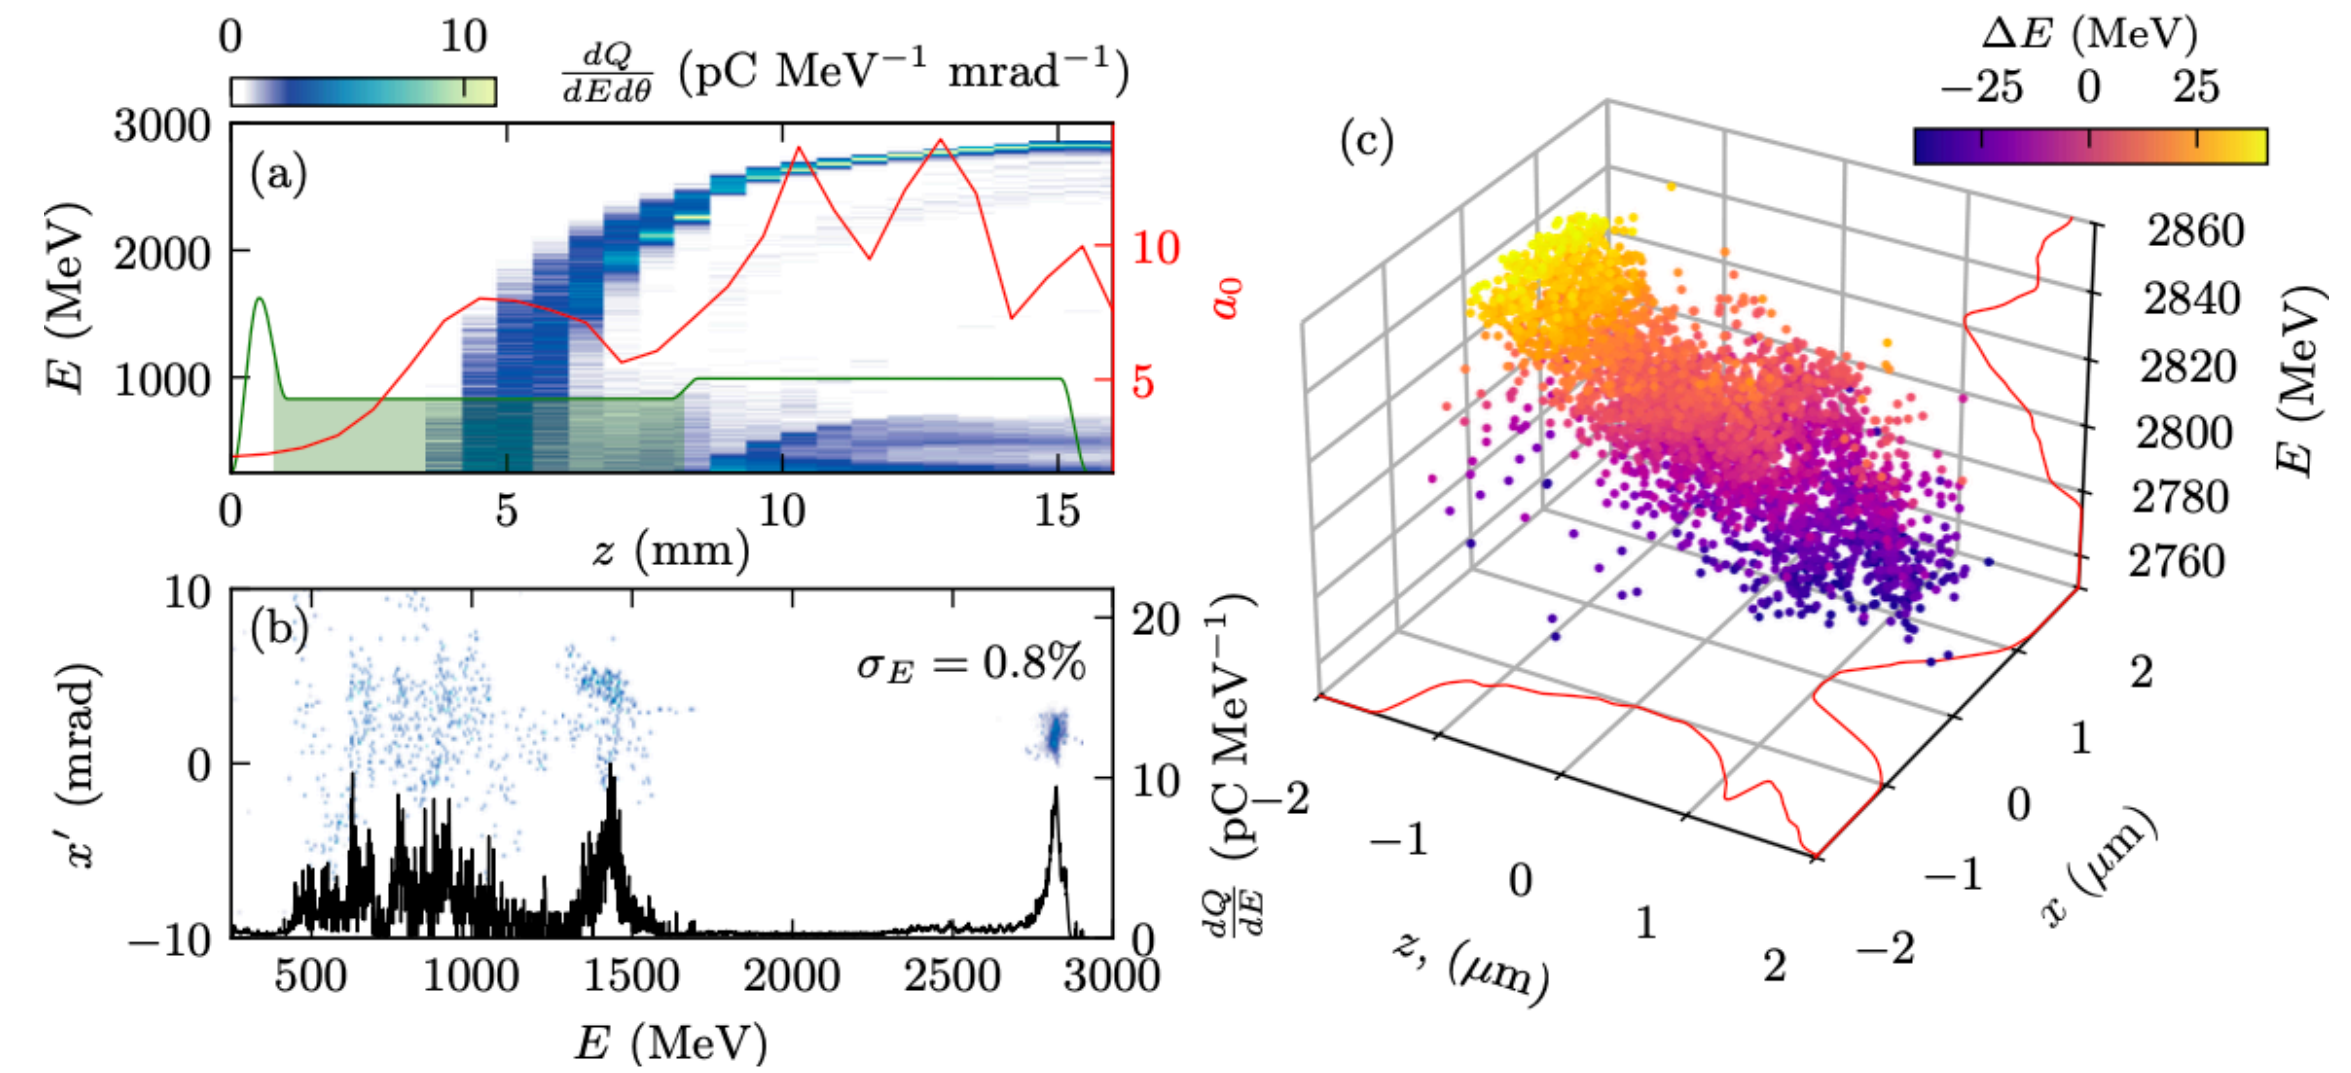 0 10
dQ/dEdθ (pC MeV⁻¹ mrad⁻¹)
(a)
3000
2000
1000
E (MeV)
10
5
a₀
0 5 10 15
z (mm)
(b)
σ_E = 0.8%
10
0
−10
x′ (mrad)
20
10
0
dQ/dE (pC MeV⁻¹)
500 1000 1500 2000 2500 3000
E (MeV)
(c)
ΔE (MeV)
−25 0 25
2860
2840
2820
2800
2780
2760
E (MeV)
−2 −1 0 1 2
z, (μm)
2
1
0
−1
−2
x (μm)